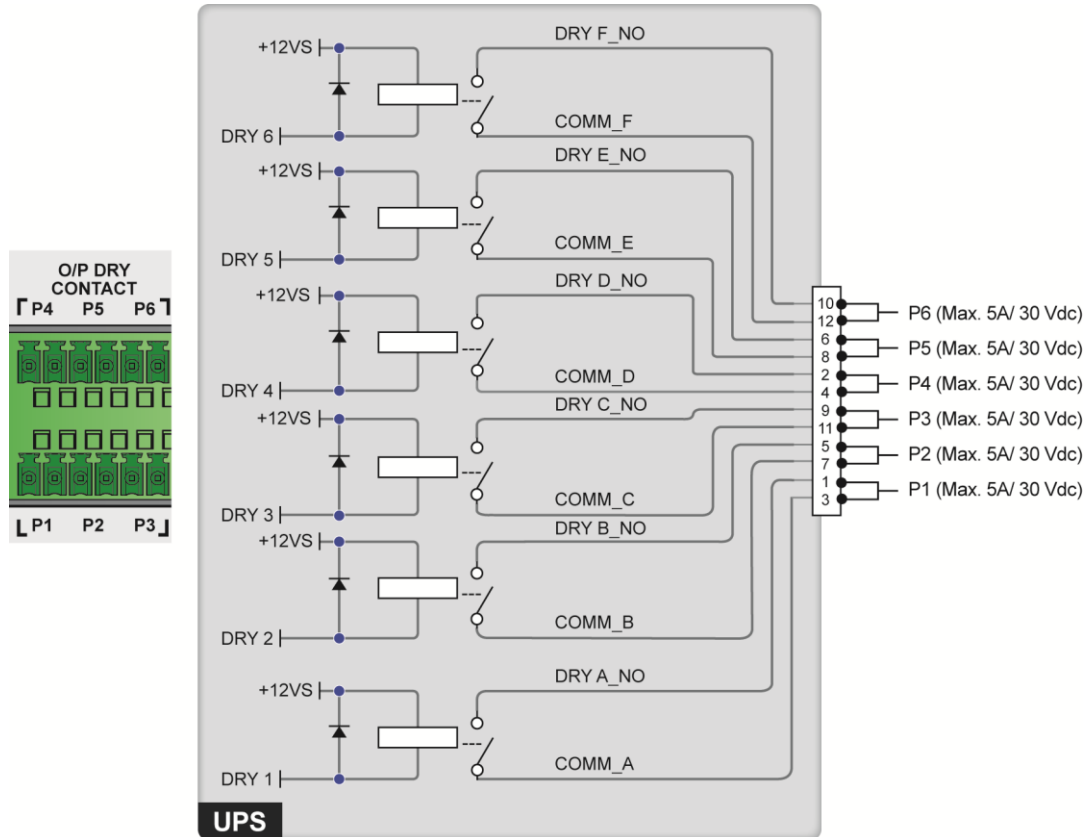 O/P DRY
CONTACT
P4 P5 P6
P1 P2 P3
+12VS
DRY F_NO
DRY 6
COMM_F
+12VS
DRY E_NO
DRY 5
COMM_E
+12VS
DRY D_NO
DRY 4
COMM_D
+12VS
DRY C_NO
DRY 3
COMM_C
+12VS
DRY B_NO
DRY 2
COMM_B
+12VS
DRY A_NO
DRY 1
COMM_A
UPS
10
12
P6 (Max. 5A/ 30 Vdc)
6
8
P5 (Max. 5A/ 30 Vdc)
2
4
P4 (Max. 5A/ 30 Vdc)
9
11
P3 (Max. 5A/ 30 Vdc)
5
7
P2 (Max. 5A/ 30 Vdc)
1
3
P1 (Max. 5A/ 30 Vdc)